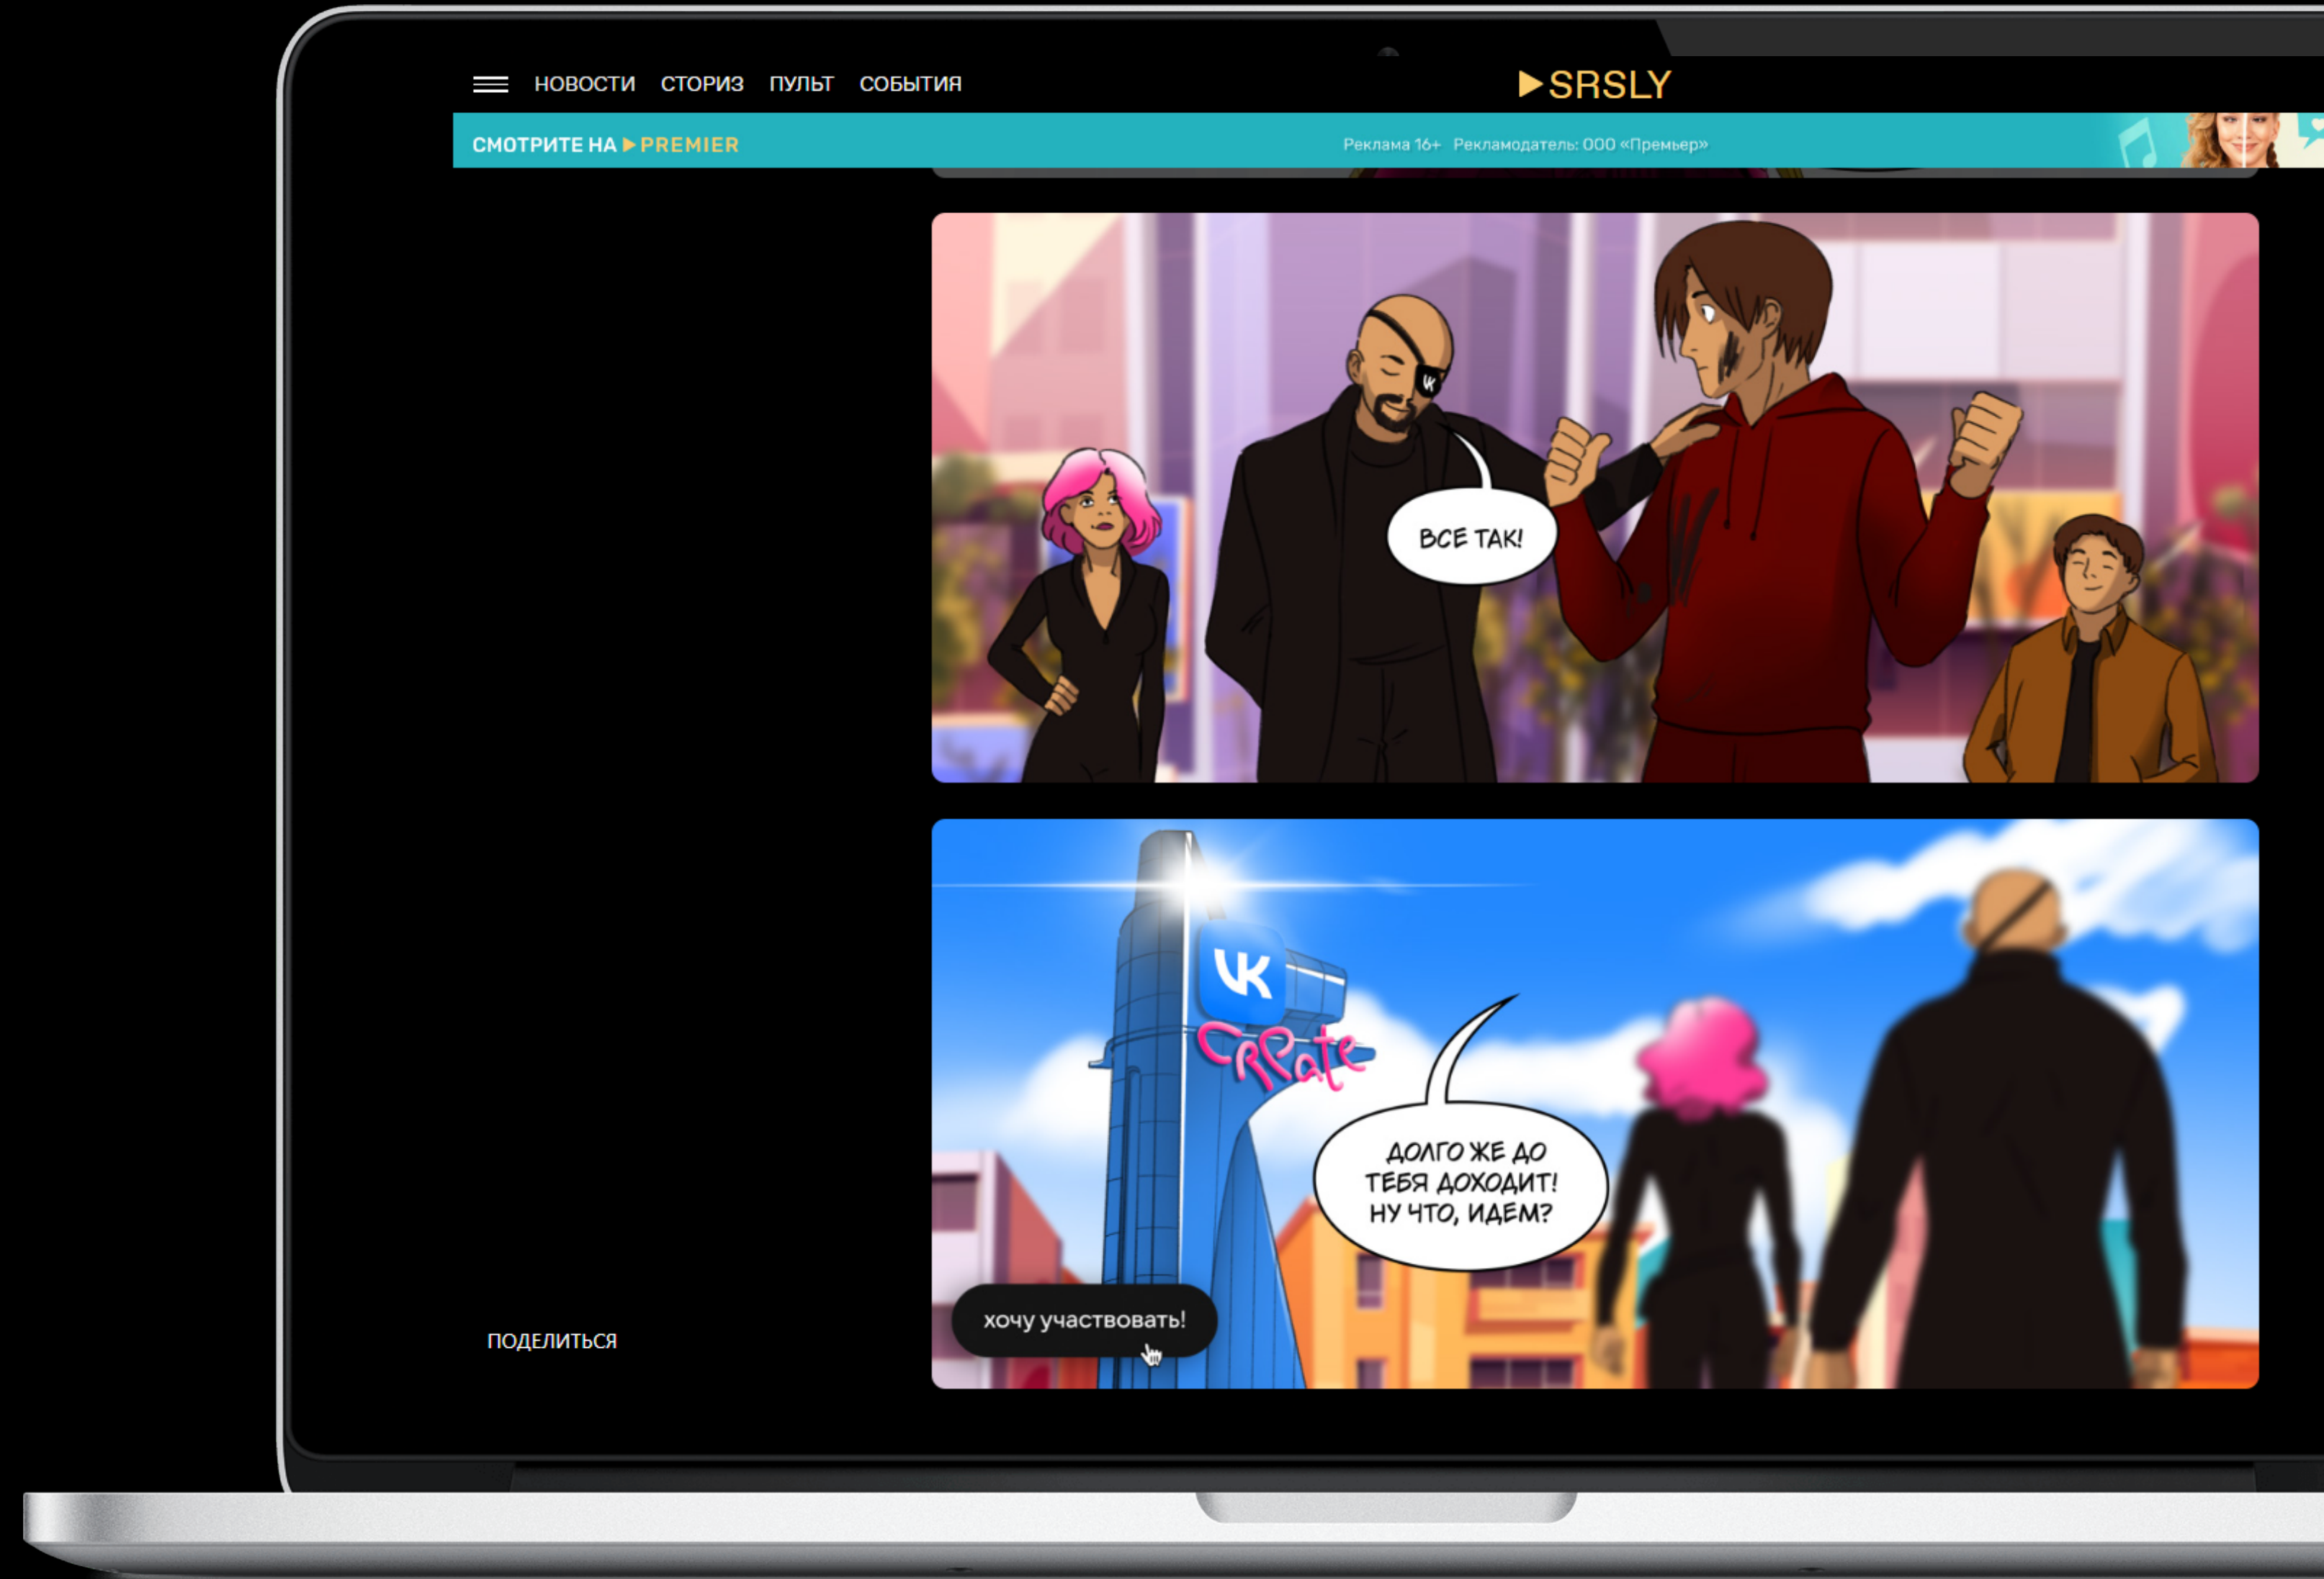 НОВОСТИ СТОРИЗ ПУЛЬТ СОБЫТИЯ
SRSLY
СМОТРИТЕ НА PREMIER
Реклама 16+ Рекламодатель: ООО «Премьер»
VK
ВСЕ ТАК!
VK
CREATE
ДОЛГО ЖЕ ДО
ТЕБЯ ДОХОДИТ!
НУ ЧТО, ИДЕМ?
хочу участвовать!
ПОДЕЛИТЬСЯ